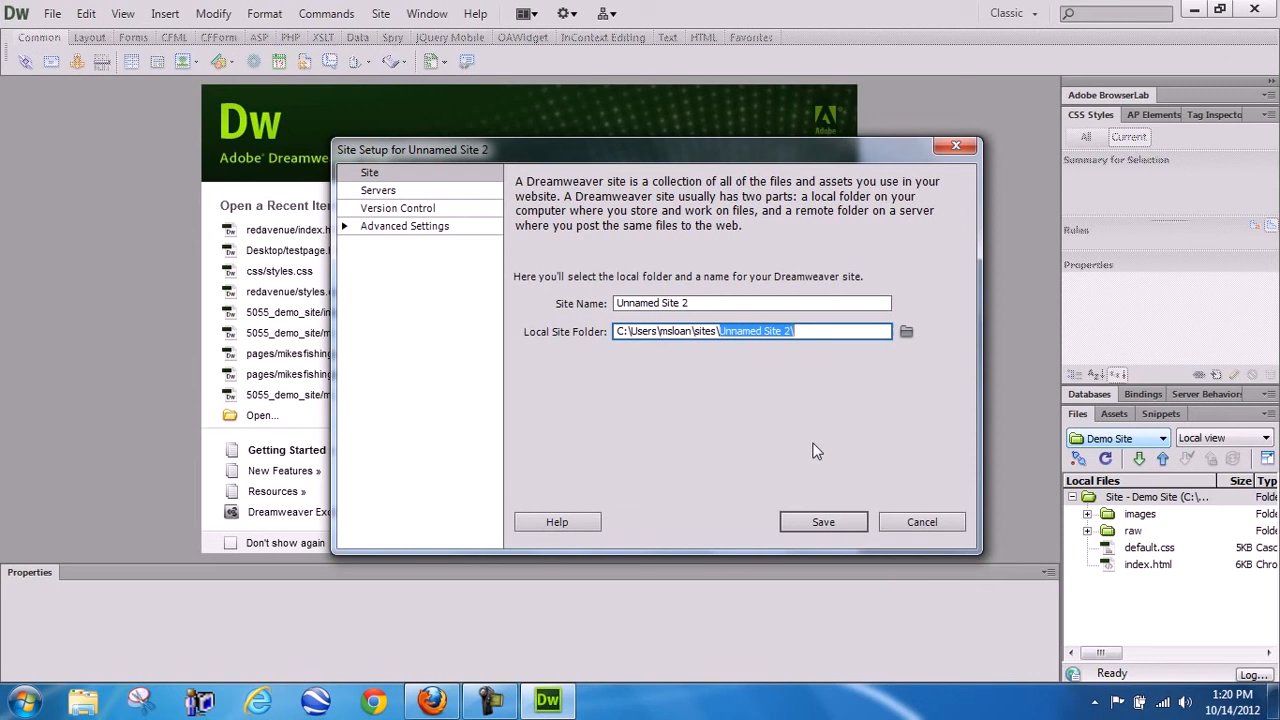 Dw File Edit View Insert Modify Format Commands Site Window Help Classic
Common Layout Forms CFML CFForm ASP PHP XSLT Data Spry jQuery Mobile OAWidget InContext Editing Text HTML Favorites
Adobe BrowserLab
CSS Styles AP Elements Tag Inspecto
All Current
Summary for Selection
Rules
Properties
Dw
Adobe
Adobe® Dreamwe
Open a Recent Iter
redavenue/index.h
Desktop/testpage.
css/styles.css
redavenue/styles.
5055_demo_site/m
5055_demo_site/m
pages/mikesfishing
pages/mikesfishing
5055_demo_site/m
Open...
Getting Started
New Features »
Resources »
Dreamweaver Exc
Don't show again
Site Setup for Unnamed Site 2
Site
Servers
Version Control
Advanced Settings
A Dreamweaver site is a collection of all of the files and assets you use in your
website. A Dreamweaver site usually has two parts: a local folder on your
computer where you store and work on files, and a remote folder on a server
where you post the same files to the web.
Here you'll select the local folder and a name for your Dreamweaver site.
Site Name: Unnamed Site 2
Local Site Folder: C:\Users\msloan\sites\Unnamed Site 2\
Help Save Cancel
Databases Bindings Server Behaviors
Files Assets Snippets
Demo Site Local view
Local Files Size Typ
Site - Demo Site (C:\... Folde
images Folde
raw Folde
default.css 5KB Casc
index.html 6KB Chro
Ready Log...
Properties
Dw
1:20 PM
10/14/2012